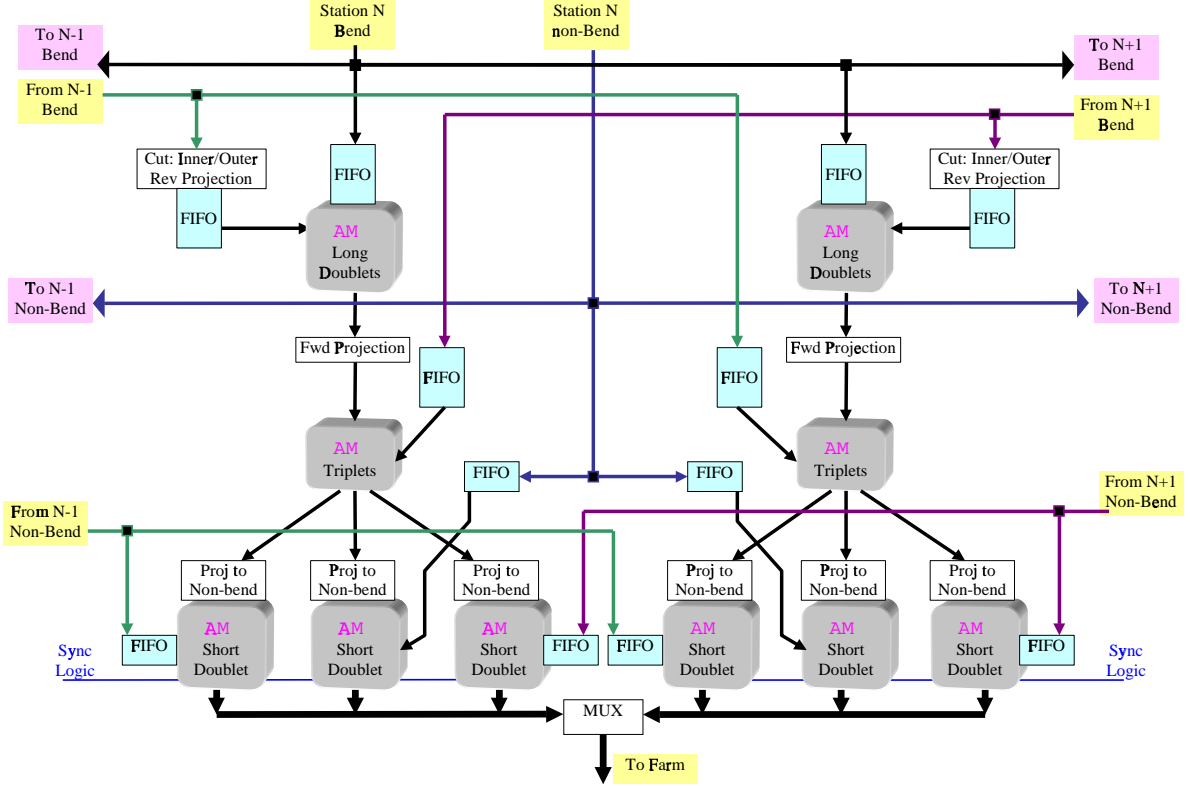 Station N
Bend
Station N
non-Bend
To N-1
Bend
To N+1
Bend
From N-1
Bend
From N+1
Bend
Cut: Inner/Outer
Rev Projection
FIFO
FIFO
Cut: Inner/Outer
Rev Projection
FIFO
FIFO
AM
Long
Doublets
AM
Long
Doublets
To N-1
Non-Bend
To N+1
Non-Bend
Fwd Projection
FIFO
FIFO
Fwd Projection
AM
Triplets
FIFO
FIFO
AM
Triplets
From N-1
Non-Bend
From N+1
Non-Bend
Proj to
Non-bend
Proj to
Non-bend
Proj to
Non-bend
Proj to
Non-bend
Proj to
Non-bend
Proj to
Non-bend
FIFO
AM
Short
Doublet
AM
Short
Doublet
AM
Short
Doublet
FIFO
FIFO
AM
Short
Doublet
AM
Short
Doublet
AM
Short
Doublet
FIFO
Sync
Logic
Sync
Logic
MUX
To Farm